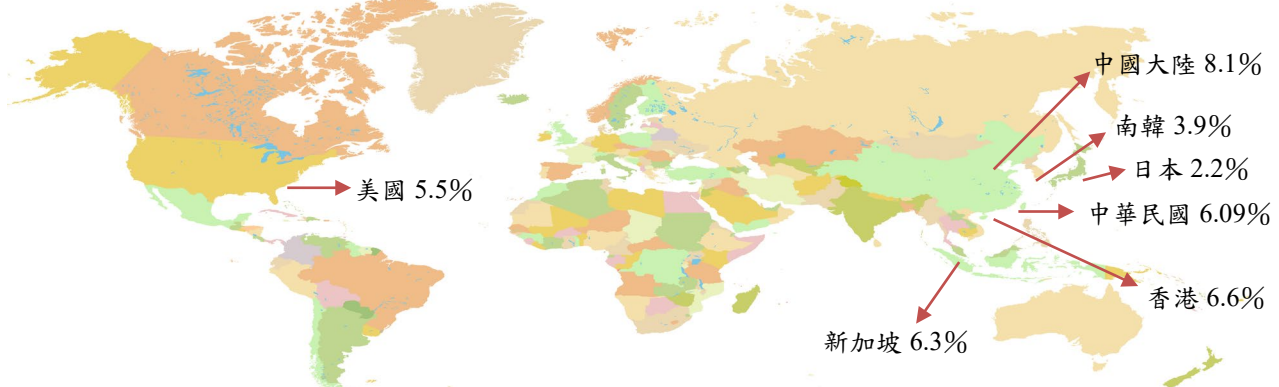 中國大陸 8.1%
南韓 3.9%
日本 2.2%
美國 5.5%
中華民國 6.09%
香港 6.6%
新加坡 6.3%